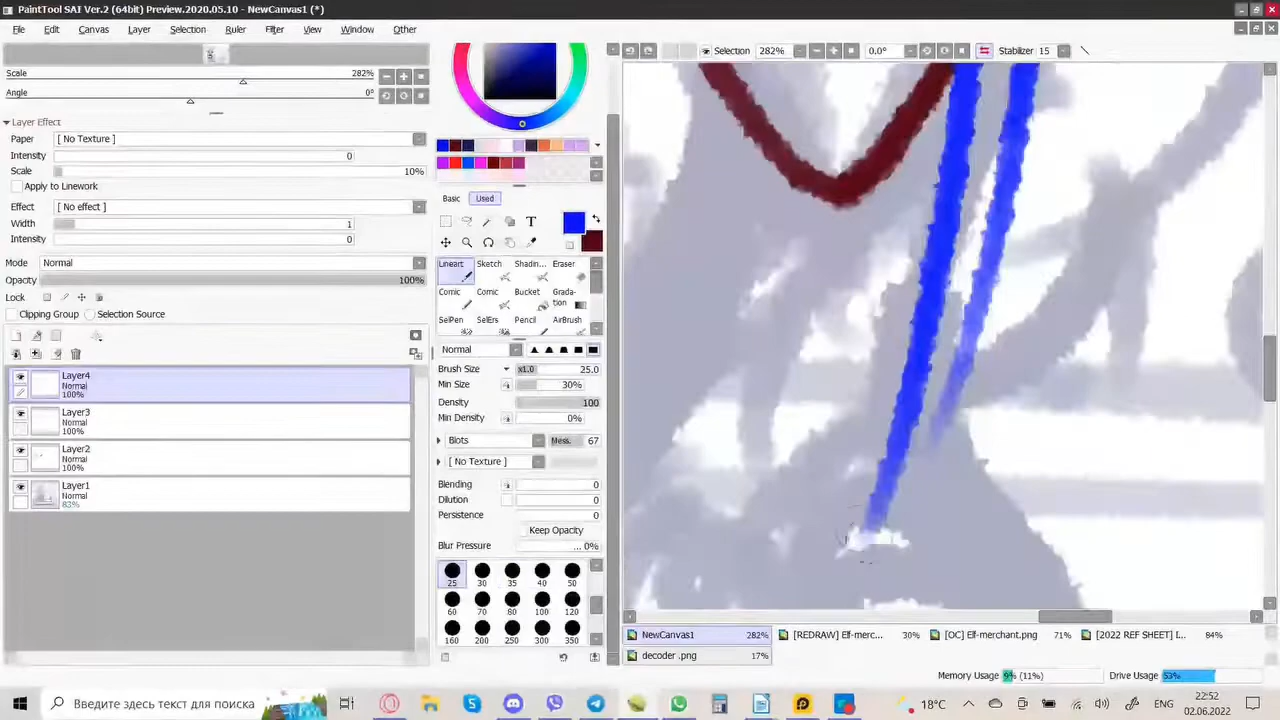 PaintTool SAI Ver.2 (64bit) Preview.2020.05.10 - NewCanvas1 (*)
File Edit Canvas Layer Selection Ruler Filter View Window Other
Scale 282%
Angle 0°
Selection 282% 0.0° Stabilizer 15
Layer Effect
Paper [ No Texture ]
Intensity 0
Scale 10%
Apply to Linework
Effect [ No effect ]
Width 1
Intensity 0
Mode Normal
Opacity 100%
Lock
Clipping Group Selection Source
Layer4
Normal
100%
Layer3
Normal
100%
Layer2
Normal
100%
Layer1
Normal
83%
Basic Used
T
Lineart Sketch Shadin... Eraser
Comic Comic Bucket Grada-
tion
SelPen SelErs Pencil AirBrush
Normal
Brush Size x1.0 25.0
Min Size 30%
Density 100
Min Density 0%
Blots Mess. 67
[ No Texture ]
Blending 0
Dilution 0
Persistence 0
Keep Opacity
Blur Pressure ... 0%
25 30 35 40 50
60 70 80 100 120
160 200 250 300 350
NewCanvas1 282% [REDRAW] Elf-merc... 30% [OC] Elf-merchant.png 71% [2022 REF SHEET]
decoder .png 17%
Memory Usage 9% (11%) Drive Usage 53%
Введите здесь текст для поиска
18°C ENG 22:52
02.06.2022